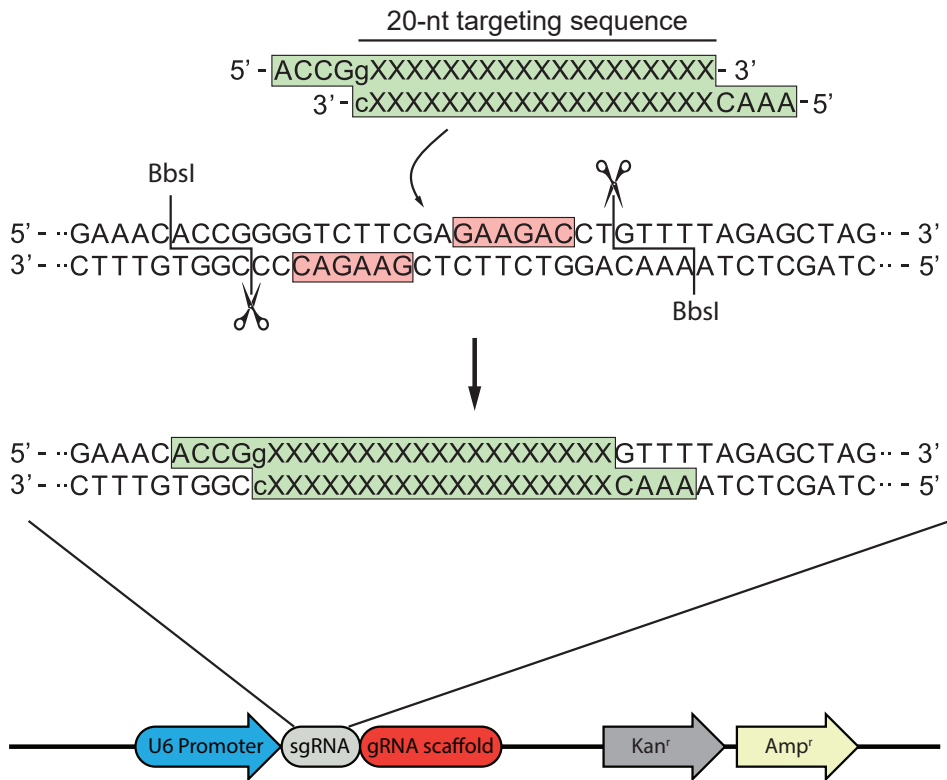 20-nt targeting sequence
5’ - ACCGgXXXXXXXXXXXXXXXXXXX - 3’
3’ - cXXXXXXXXXXXXXXXXXXXCAAA - 5’
BbsI
5’ - ··GAAACACCGGGGTCTTCGAGAAGACCTGTTTTAGAGCTAG·· - 3’
3’ - ··CTTTGTGGCCCCAGAAGCTCTTCTGGACAAAATCTCGATC·· - 5’
BbsI
5’ - ··GAAACACCGgXXXXXXXXXXXXXXXXXXXGTTTTAGAGCTAG·· - 3’
3’ - ··CTTTGTGGCcXXXXXXXXXXXXXXXXXXXCAAAATCTCGATC·· - 5’
U6 Promoter sgRNA gRNA scaffold Kanʳ Ampʳ